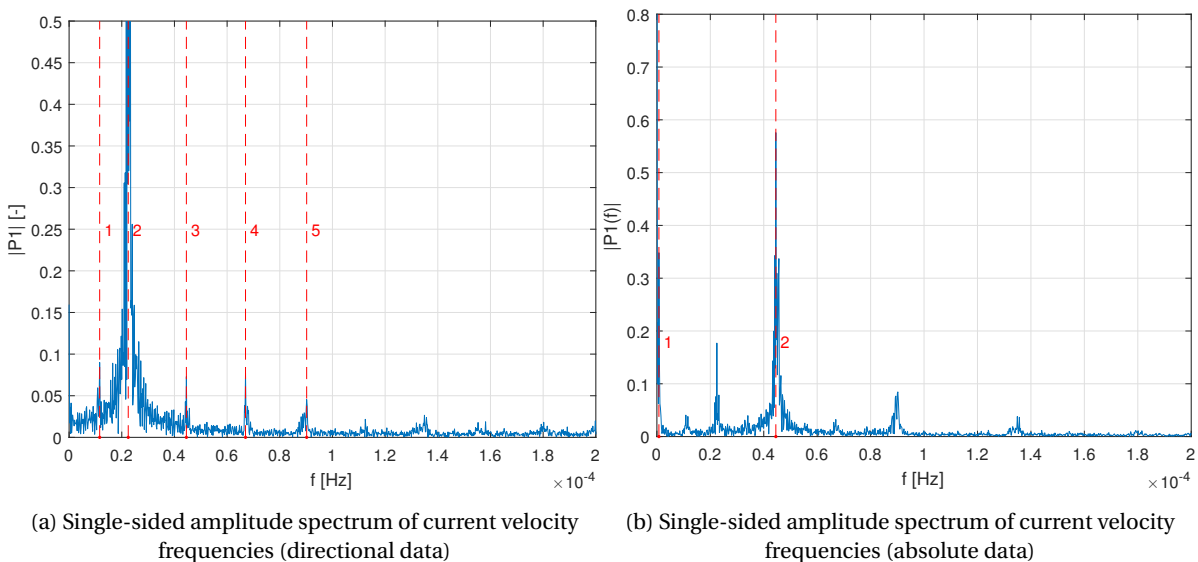 0.5
0.45
0.4
0.35
0.3
0.25
0.2
0.15
0.1
0.05
0
|P1| [-]
1
2
3
4
5
0 0.2 0.4 0.6 0.8 1 1.2 1.4 1.6 1.8 2
f [Hz]
×10⁻⁴
(a) Single-sided amplitude spectrum of current velocity
frequencies (directional data)
0.8
0.7
0.6
0.5
0.4
0.3
0.2
0.1
0
|P1(f)|
1
2
0 0.2 0.4 0.6 0.8 1 1.2 1.4 1.6 1.8 2
f [Hz]
×10⁻⁴
(b) Single-sided amplitude spectrum of current velocity
frequencies (absolute data)